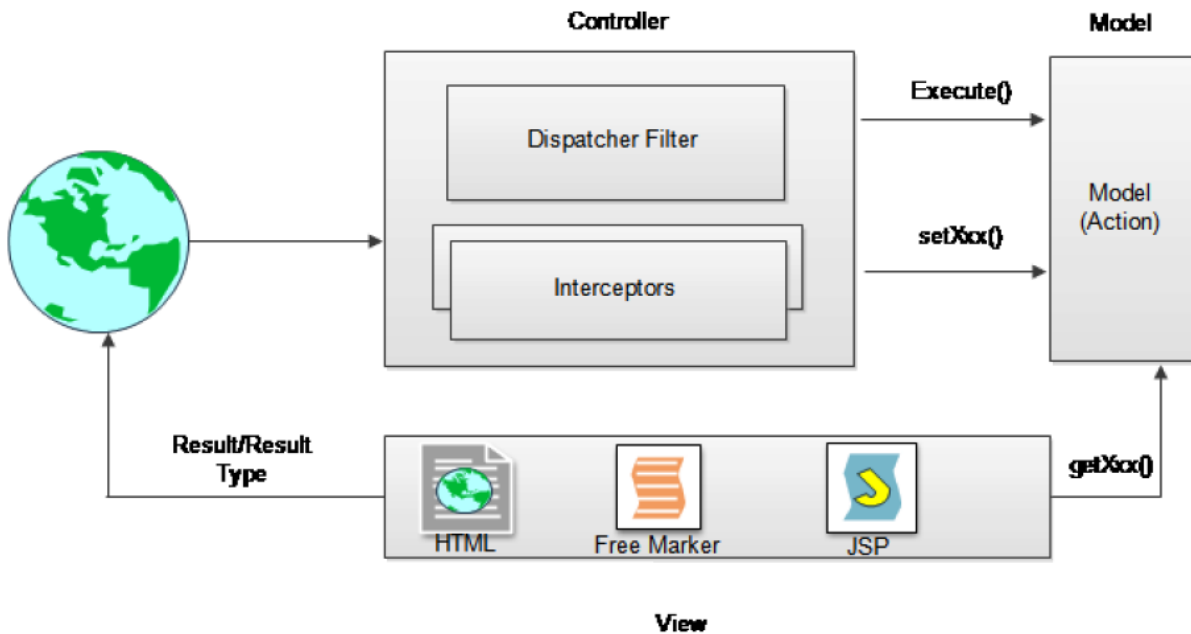 Controller
Model
Dispatcher Filter
Execute()
Model
(Action)
setXxx()
Interceptors
Result/Result
Type
getXxx()
HTML
Free Marker
JSP
View